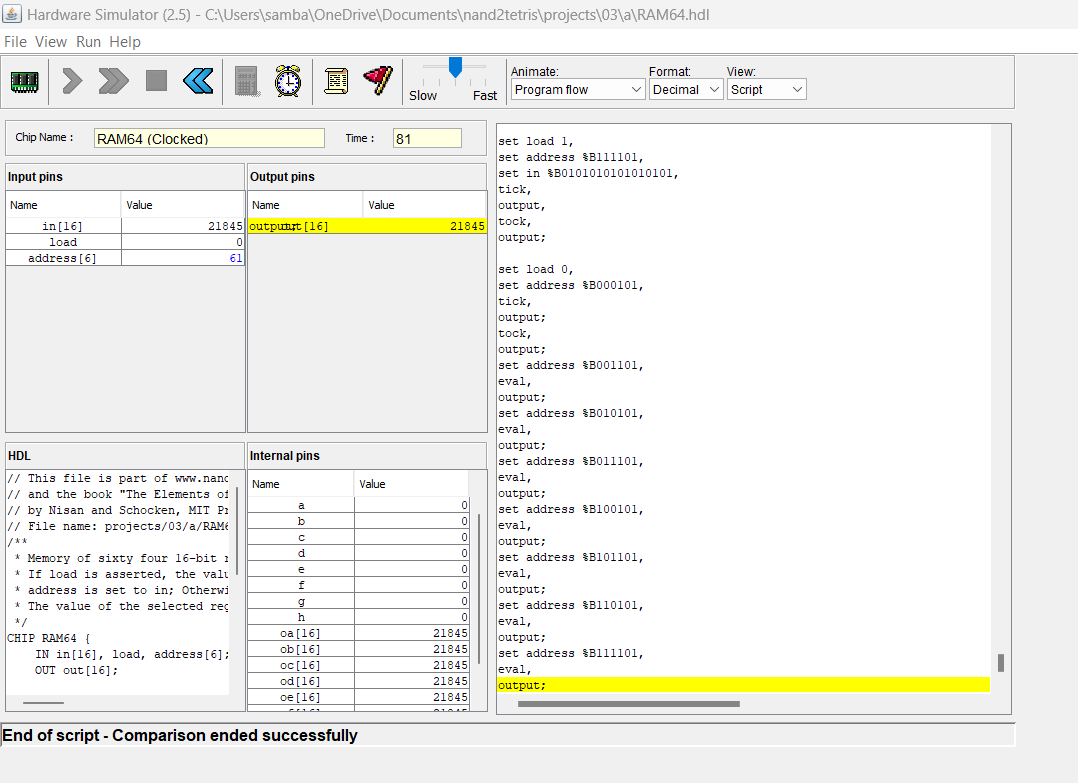 Hardware Simulator (2.5) - C:\Users\samba\OneDrive\Documents\nand2tetris\projects\03\a\RAM64.hdl
File View Run Help
Slow Fast
Animate: Format: View:
Program flow Decimal Script
Chip Name : RAM64 (Clocked) Time : 81
Input pins
Name Value
in[16] 21845
load 0
address[6] 61
Output pins
Name Value
[16] 21845
HDL
// This file is part of www.nand
// and the book "The Elements of
// by Nisan and Schocken, MIT Pr
// File name: projects/03/a/RAM6
/**
* Memory of sixty four 16-bit r
* If load is asserted, the valu
* address is set to in; Otherwi
* The value of the selected reg
*/
CHIP RAM64 {
IN in[16], load, address[6];
OUT out[16];
Internal pins
Name Value
a 0
b 0
c 0
d 0
e 0
f 0
g 0
h 0
oa[16] 21845
ob[16] 21845
oc[16] 21845
od[16] 21845
oe[16] 21845
set load 1,
set address %B111101,
set in %B0101010101010101,
tick,
output,
tock,
output;
set load 0,
set address %B000101,
tick,
output;
tock,
output;
set address %B001101,
eval,
output;
set address %B010101,
eval,
output;
set address %B011101,
eval,
output;
set address %B100101,
eval,
output;
set address %B101101,
eval,
output;
set address %B110101,
eval,
output;
set address %B111101,
eval,
output;
End of script - Comparison ended successfully